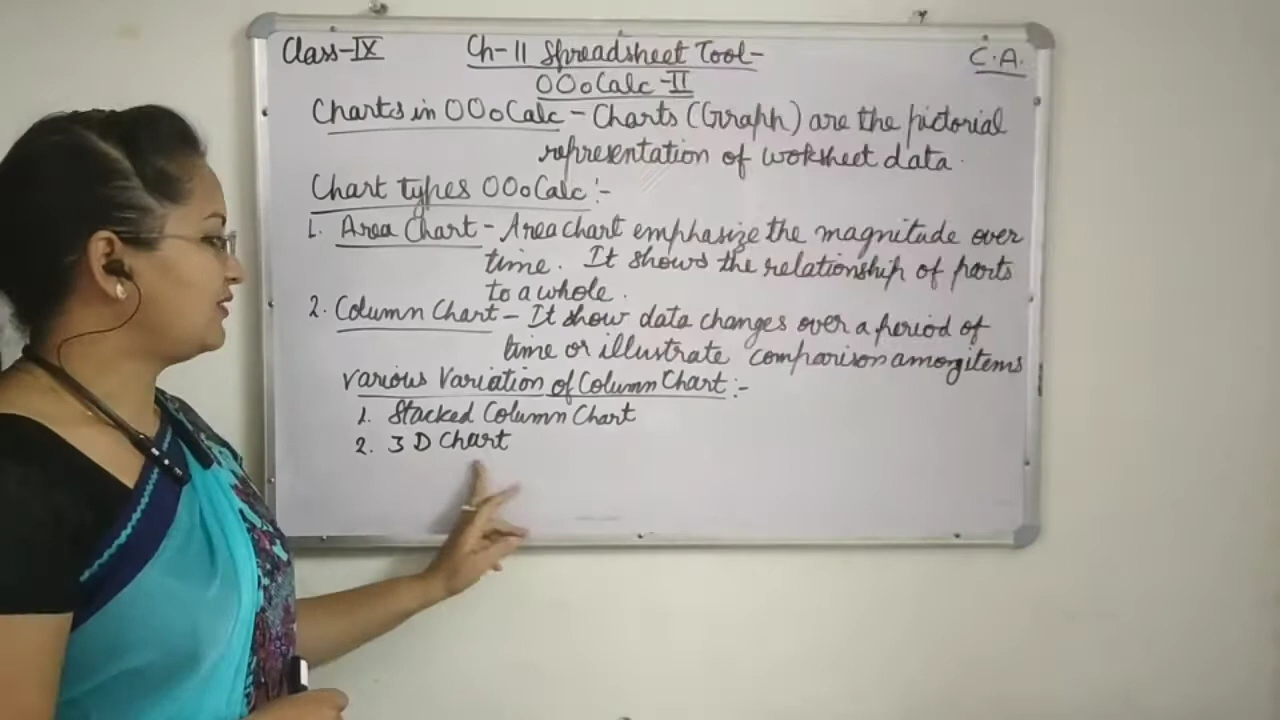 Class-IX Ch-11 Spreadsheet Tool- C.A.
OOoCalc-II
Charts in OOoCalc - Charts (Graph) are the pictorial
representation of woksheet data.
Chart types OOoCalc:-
1. Area Chart - Area chart emphasize the magnitude over
time. It shows the relationship of parts
to a whole.
2. Column Chart - It show data changes over a period of
time or illustrate comparison among items
Various Variation of Column Chart:-
1. Stacked Column Chart
2. 3D Chart